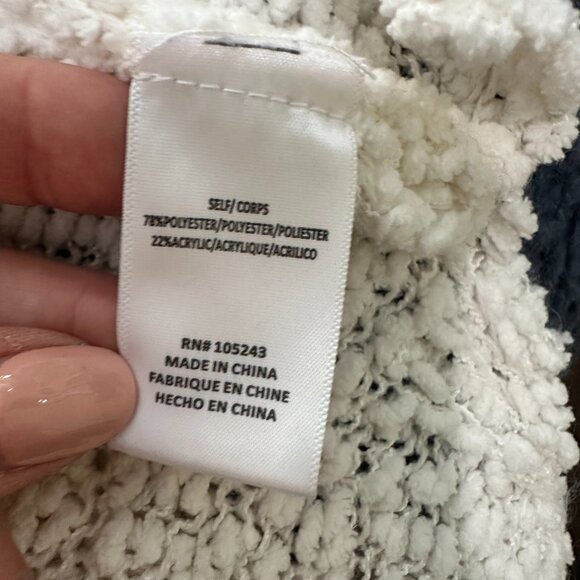 SELF/ CORPS
78%POLYESTER/POLYESTER/POLIESTER
22%ACRYLIC/ACRYLIQUE/ACRILICO
RN# 105243
MADE IN CHINA
FABRIQUE EN CHINE
HECHO EN CHINA